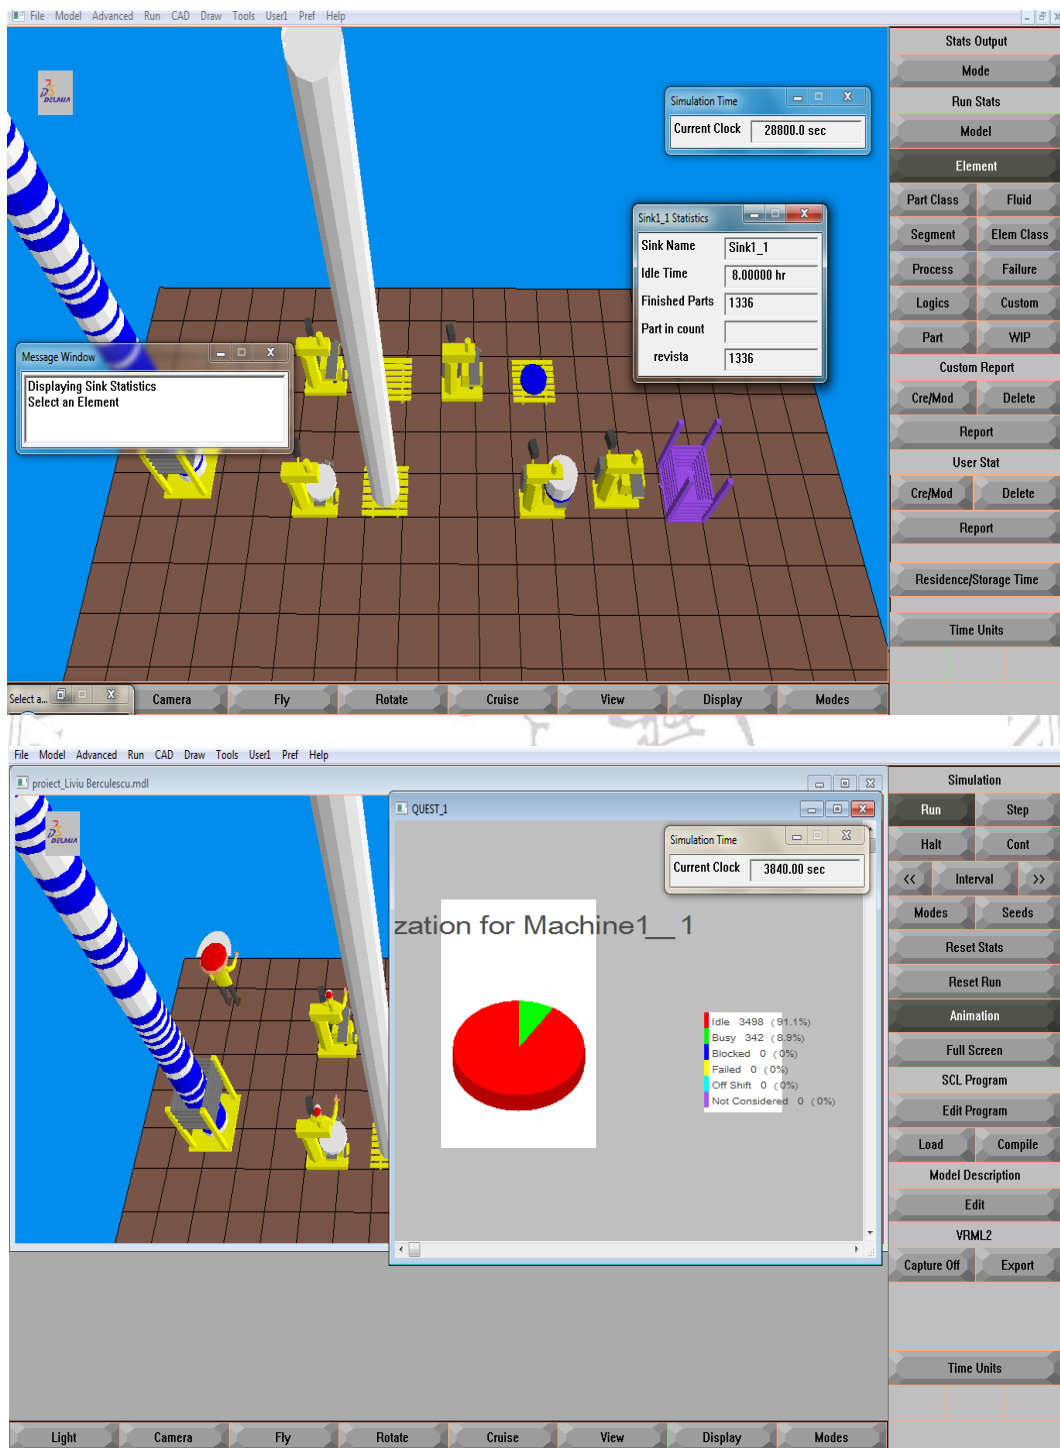 File Model Advanced Run CAD Draw Tools User1 Pref Help
Stats Output
Mode
Run Stats
Model
Element
Part Class Fluid
Segment Elem Class
Process Failure
Logics Custom
Part WIP
Custom Report
Cre/Mod Delete
Report
User Stat
Cre/Mod Delete
Report
Residence/Storage Time
Time Units
DS
DELMIA
Simulation Time
Current Clock 28800.0 sec
Sink1_1 Statistics
Sink Name Sink1_1
Idle Time 8.00000 hr
Finished Parts 1336
Part in count
revista 1336
Message Window
Displaying Sink Statistics
Select an Element
Select a...
Camera Fly Rotate Cruise View Display Modes
File Model Advanced Run CAD Draw Tools User1 Pref Help
proiect_Liviu Berculescu.mdl
DS
DELMIA
QUEST_1
Simulation Time
Current Clock 3840.00 sec
zation for Machine1__1
Idle 3498 (91.1%)
Busy 342 (8.9%)
Blocked 0 (0%)
Failed 0 (0%)
Off Shift 0 (0%)
Not Considered 0 (0%)
Simulation
Run Step
Halt Cont
<< Interval >>
Modes Seeds
Reset Stats
Reset Run
Animation
Full Screen
SCL Program
Edit Program
Load Compile
Model Description
Edit
VRML2
Capture Off Export
Time Units
Light Camera Fly Rotate Cruise View Display Modes